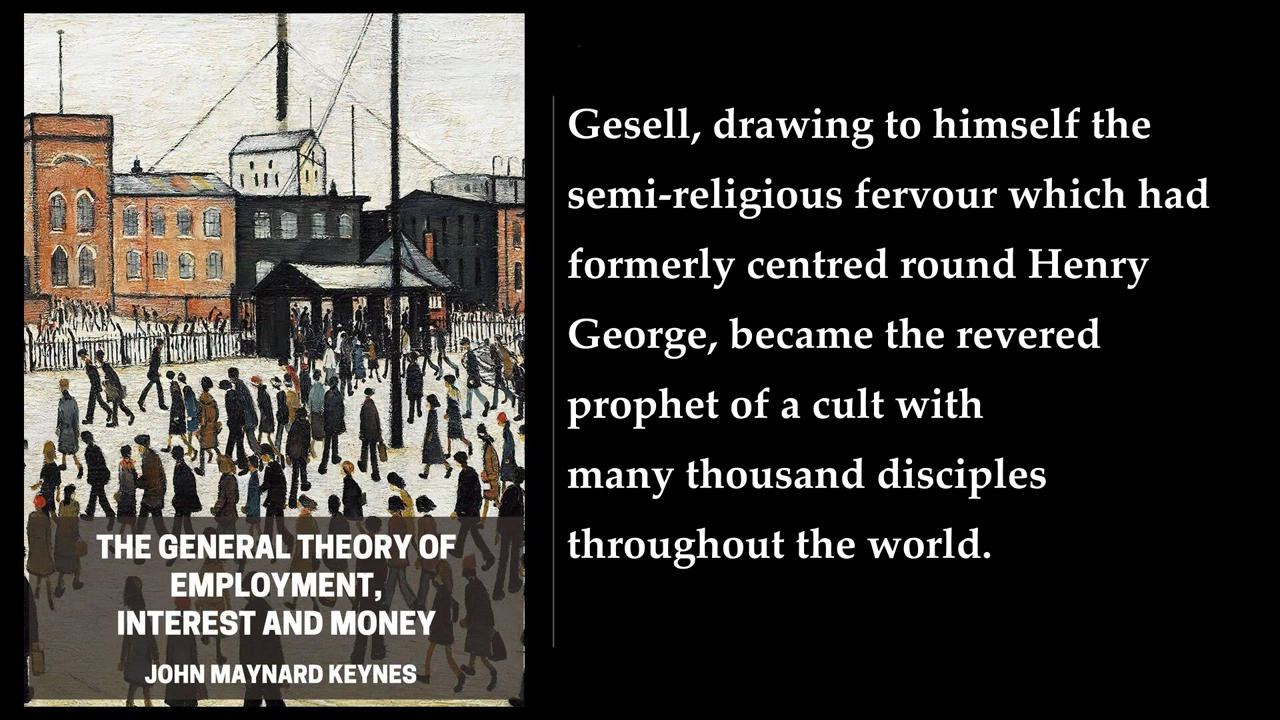 Gesell, drawing to himself the
semi-religious fervour which had
formerly centred round Henry
George, became the revered
prophet of a cult with
many thousand disciples
throughout the world.
THE GENERAL THEORY OF
EMPLOYMENT,
INTEREST AND MONEY
JOHN MAYNARD KEYNES